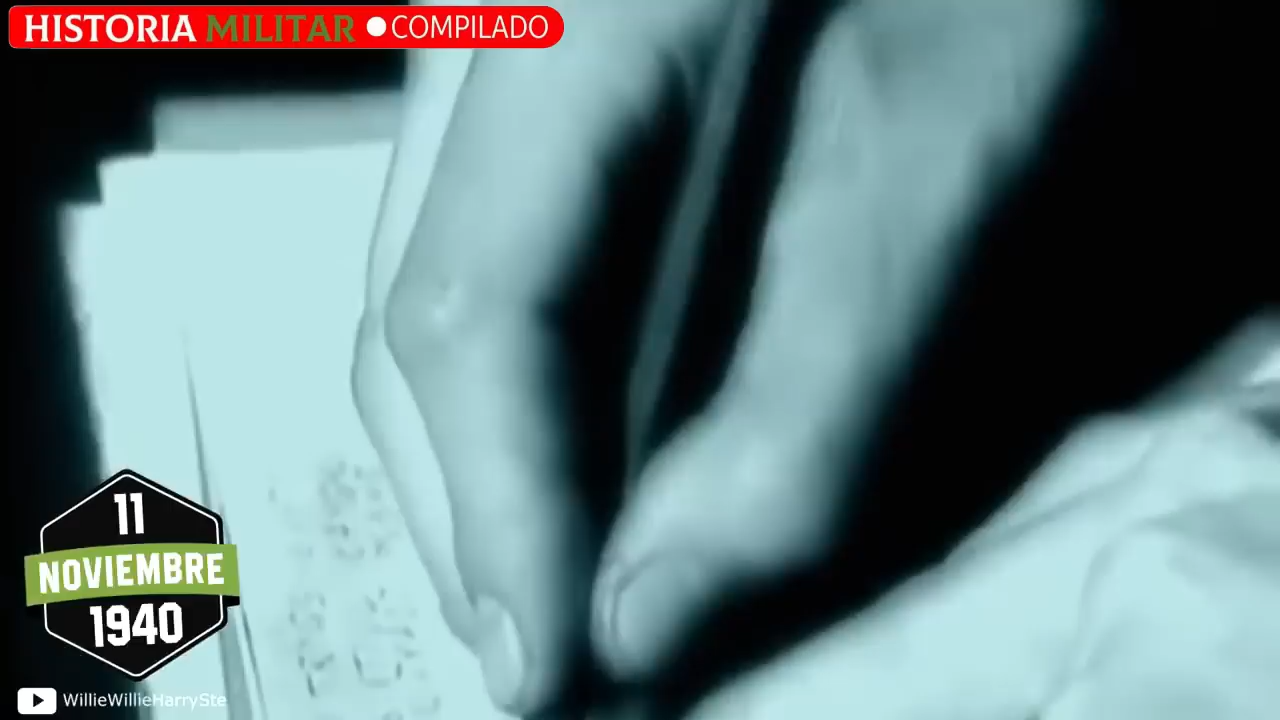 HISTORIA MILITAR COMPILADO
11
NOVIEMBRE
1940
WillieWillieHarrySte